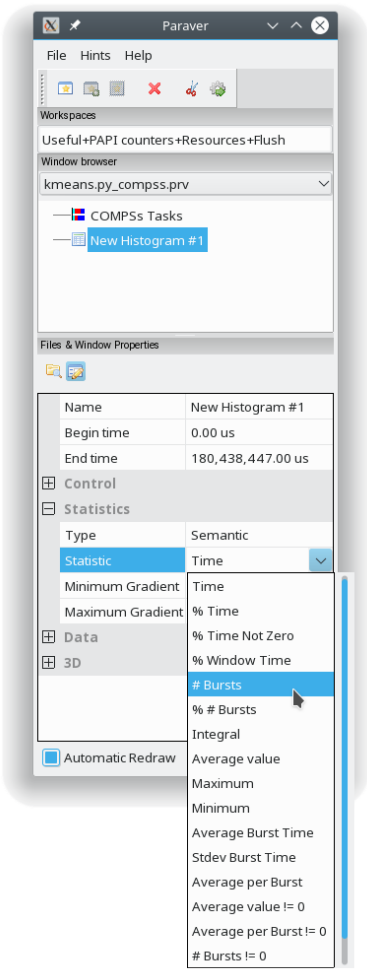 Paraver
File Hints Help
Workspaces
Useful+PAPI counters+Resources+Flush
Window browser
kmeans.py_compss.prv
COMPSs Tasks
New Histogram #1
Files & Window Properties
Name New Histogram #1
Begin time 0.00 us
End time 180,438,447.00 us
Control
Statistics
Type Semantic
Statistic Time
Minimum Gradient
Maximum Gradient
Data
3D
Automatic Redraw
Time
% Time
% Time Not Zero
% Window Time
# Bursts
% # Bursts
Integral
Average value
Maximum
Minimum
Average Burst Time
Stdev Burst Time
Average per Burst
Average value != 0
Average per Burst != 0
# Bursts != 0